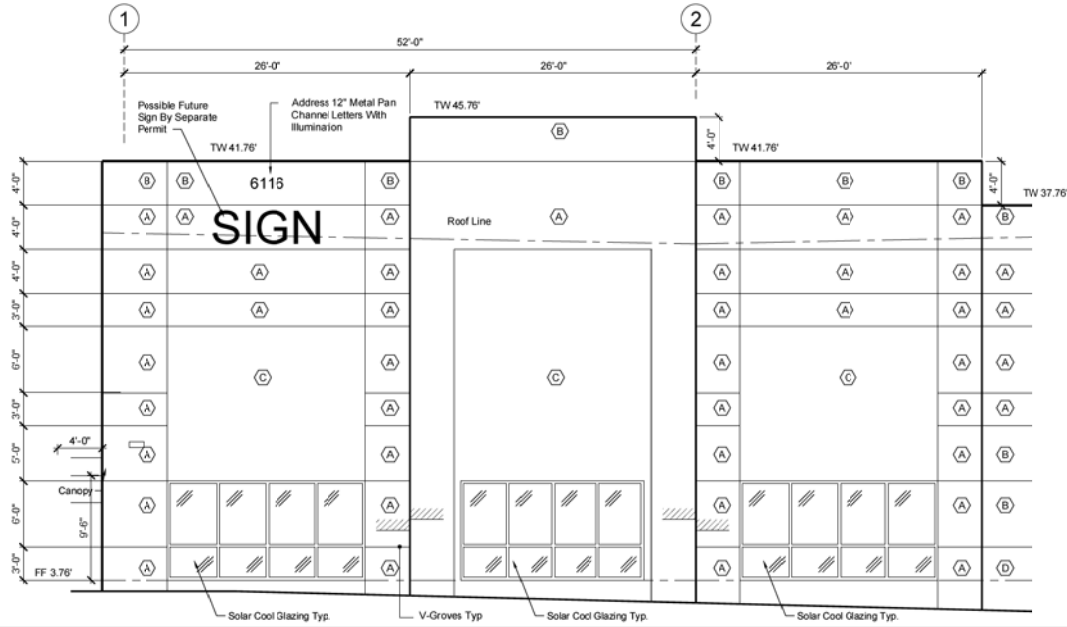 1
2
52'-0"
26'-0"
26'-0"
26'-0'
Possible Future
Sign By Separate
Permit
Address 12" Metal Pan
Channel Letters With
Illumination
TW 45.76'
TW 41.76'
TW 41.76'
TW 37.76'
4'-0"
4'-0"
B
4'-0"
B
B
6116
B
B
B
B
4'-0"
A
A
SIGN
A
Roof Line
A
A
A
A
B
4'-0"
A
A
A
A
A
A
A
3'-0"
A
A
A
A
A
A
A
6'-0"
A
C
A
C
A
C
A
B
3'-0"
A
A
A
A
B
5'-0"
4'-0"
A
A
A
A
B
Canopy
6'-0"
9'-6"
A
A
A
A
B
3'-0"
FF 3.76'
A
A
A
A
D
Solar Cool Glazing Typ.
V-Groves Typ
Solar Cool Glazing Typ.
Solar Cool Glazing Typ.